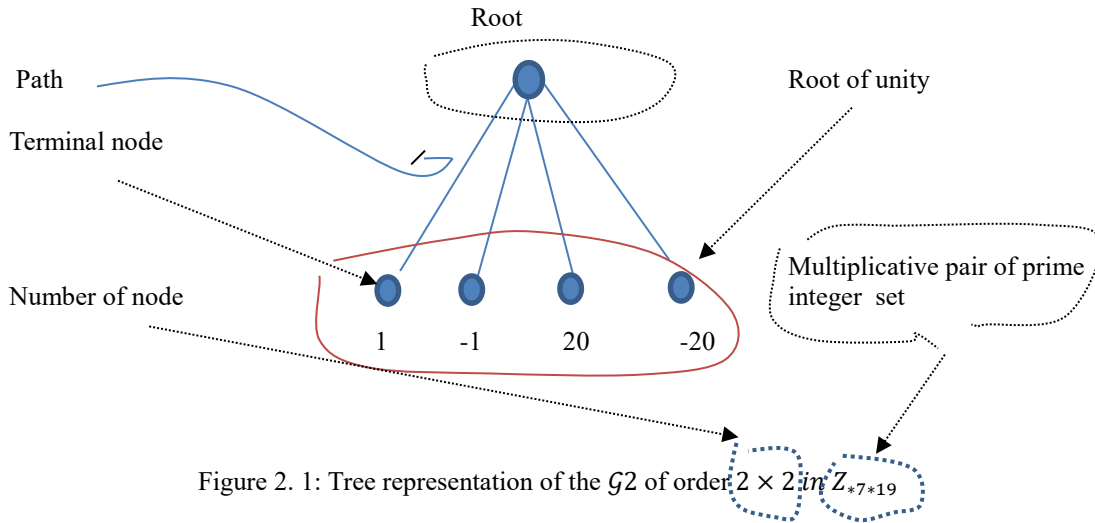 Root
Path
Root of unity
Terminal node
Multiplicative pair of prime
integer set
Number of node
1 -1 20 -20
Figure 2. 1: Tree representation of the 𝒢2 of order 2 × 2 in Z∗7∗19